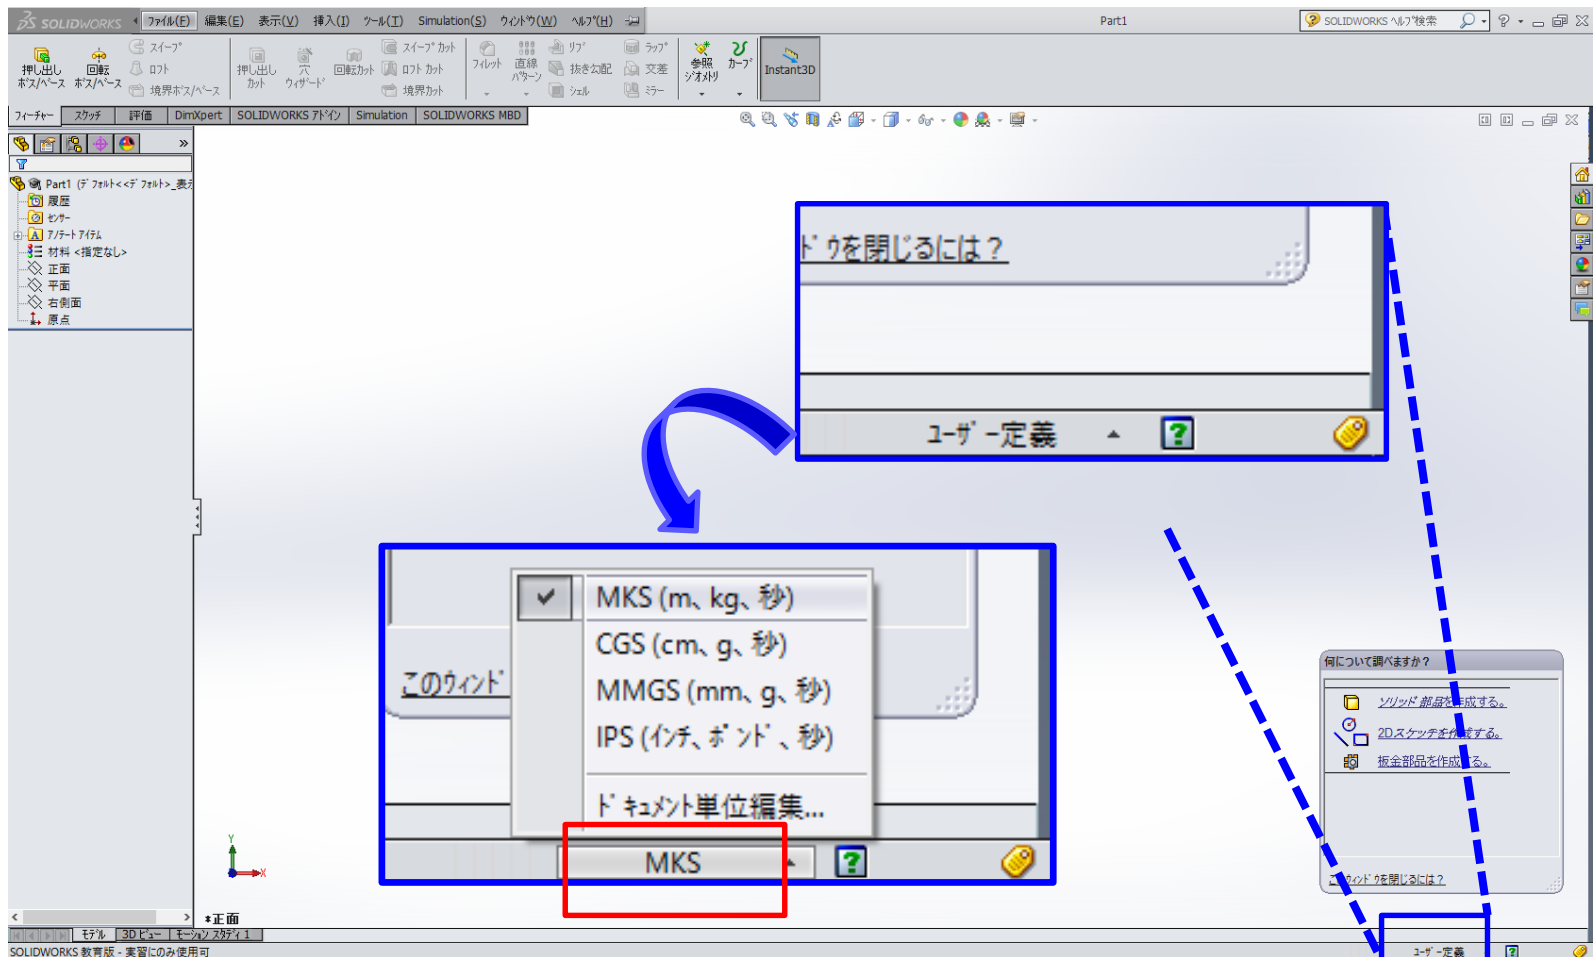 SOLIDWORKS
ファイル(F) 編集(E) 表示(V) 挿入(I) ツール(T) Simulation(S) ウィンドウ(W) ヘルプ(H)
Part1
SOLIDWORKS ヘルプ検索
押し出し
ボス/ベース
回転
ボス/ベース
スイープ
ロフト
境界ボス/ベース
押し出し
カット
穴
ウィザード
回転カット
スイープ カット
ロフト カット
境界カット
フィレット
直線
パターン
リブ
抜き勾配
シェル
ラップ
交差
ミラー
参照
ジオメトリ
カーブ
Instant3D
フィーチャー スケッチ 評価 DimXpert SOLIDWORKS アドイン Simulation SOLIDWORKS MBD
Part1 (デフォルト<<デフォルト>_表示
履歴
センサー
アノテート アイテム
材料 <指定なし>
正面
平面
右側面
原点
ドウを閉じるには？
ユーザー定義
MKS (m、kg、秒)
CGS (cm、g、秒)
MMGS (mm、g、秒)
IPS (インチ、ポンド、秒)
ドキュメント単位編集...
このウィンド
MKS
何について調べますか？
ソリッド部品を作成する。
2Dスケッチを作成する。
板金部品を作成する。
このウィンドウを閉じるには？
Y
X
*正面
モデル 3D ビュー モーション スタディ 1
SOLIDWORKS 教育版 - 実習にのみ使用可
ユーザー定義